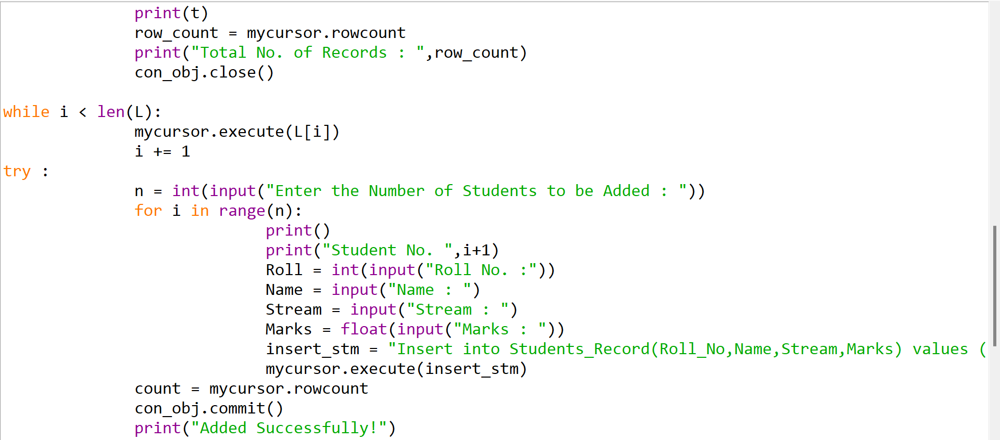 print(t)
row_count = mycursor.rowcount
print("Total No. of Records : ",row_count)
con_obj.close()
while i < len(L):
mycursor.execute(L[i])
i += 1
try :
n = int(input("Enter the Number of Students to be Added : "))
for i in range(n):
print()
print("Student No. ",i+1)
Roll = int(input("Roll No. :"))
Name = input("Name : ")
Stream = input("Stream : ")
Marks = float(input("Marks : "))
insert_stm = "Insert into Students_Record(Roll_No,Name,Stream,Marks) values (
mycursor.execute(insert_stm)
count = mycursor.rowcount
con_obj.commit()
print("Added Successfully!")